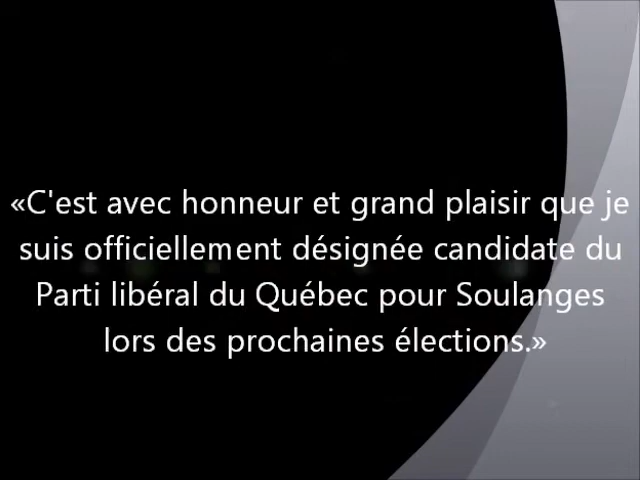 «C'est avec honneur et grand plaisir que je
suis officiellement désignée candidate du
Parti libéral du Québec pour Soulanges
lors des prochaines élections.»